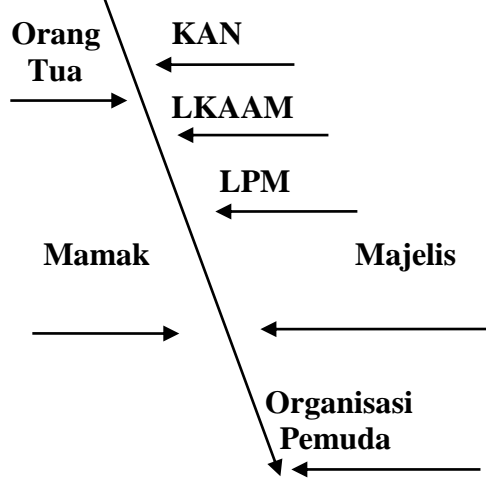 Orang
Tua
KAN
LKAAM
LPM
Mamak
Majelis
Organisasi
Pemuda